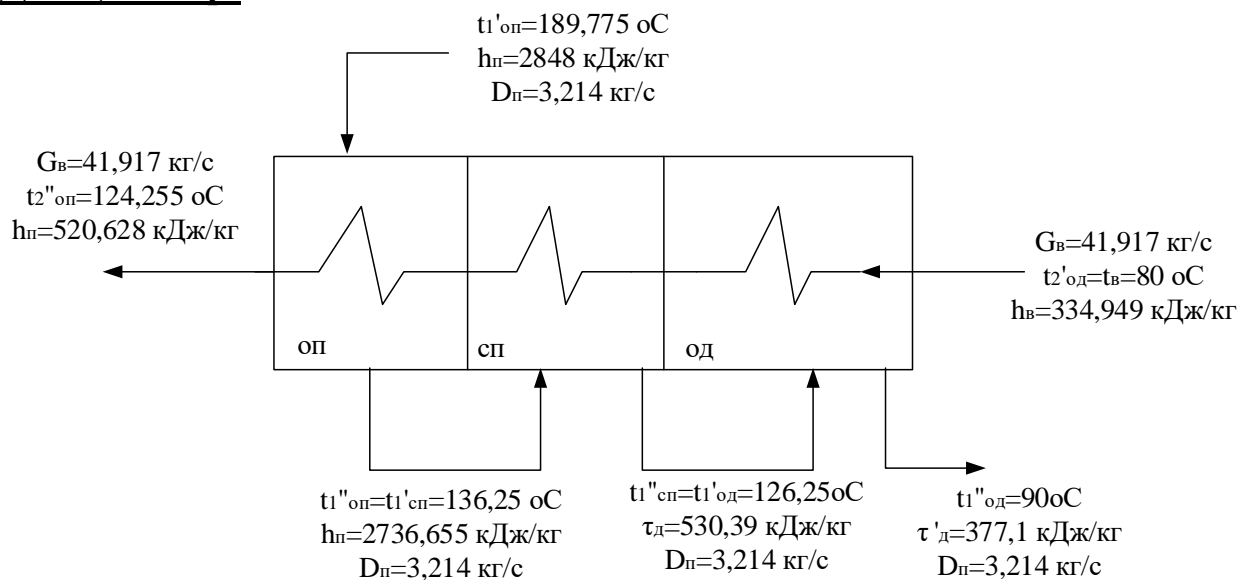 t1'оп=189,775 оС
hп=2848 кДж/кг
Dп=3,214 кг/с
Gв=41,917 кг/с
t2"оп=124,255 оС
hп=520,628 кДж/кг
Gв=41,917 кг/с
t2'од=tв=80 оС
hв=334,949 кДж/кг
оп
сп
од
t1"оп=t1'сп=136,25 оС
hп=2736,655 кДж/кг
Dп=3,214 кг/с
t1"сп=t1'од=126,25оС
τд=530,39 кДж/кг
Dп=3,214 кг/с
t1"од=90оС
τ'д=377,1 кДж/кг
Dп=3,214 кг/с